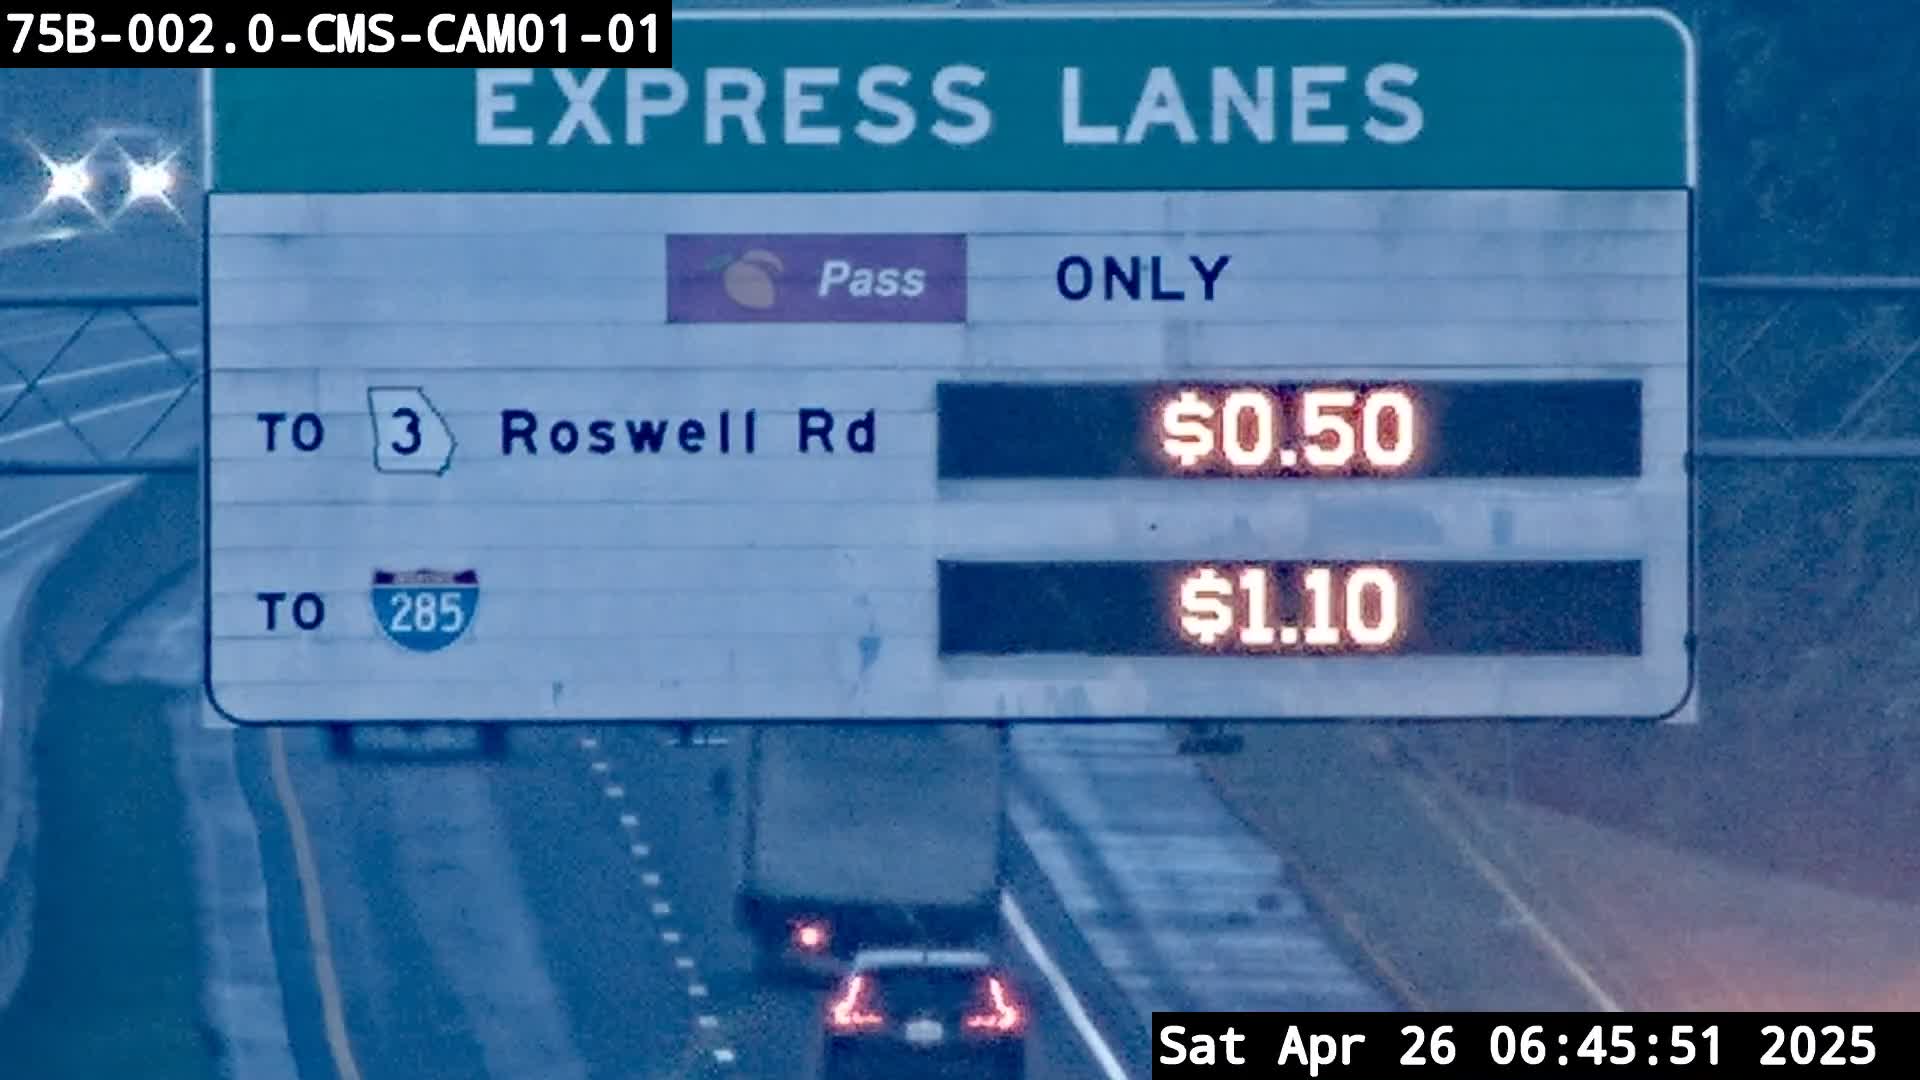 75B-002.0-CMS-CAM01-01
EXPRESS LANES
Pass ONLY
TO 3 Roswell Rd $0.50
TO 285 $1.10
Sat Apr 26 06:45:51 2025